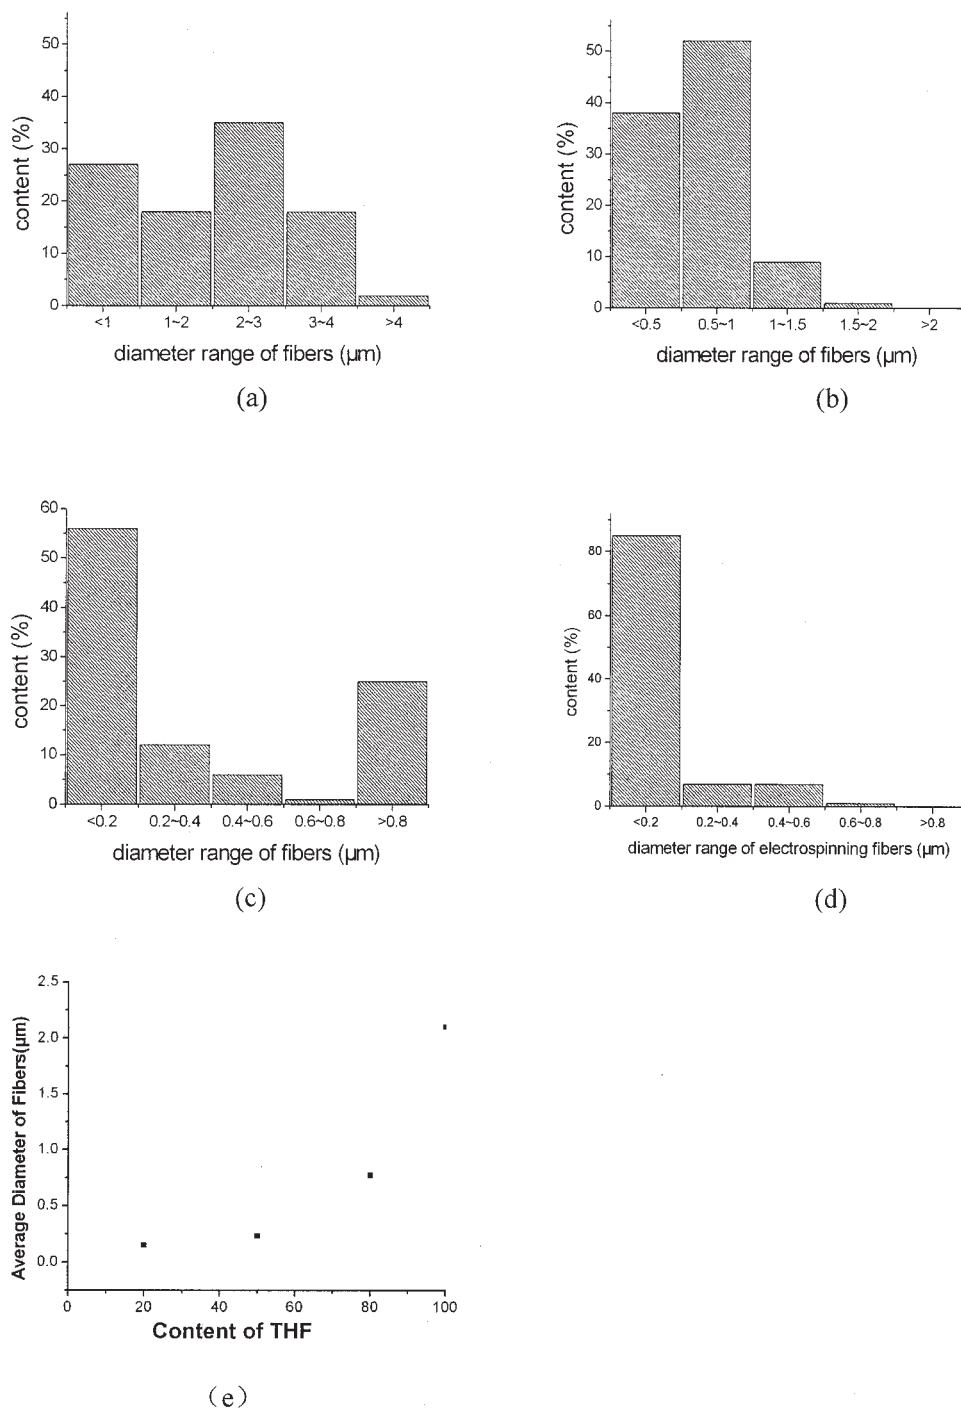 50
40
30
20
10
0
content (%)
<1 1~2 2~3 3~4 >4
diameter range of fibers (μm)
(a)
50
40
30
20
10
0
content (%)
<0.5 0.5~1 1~1.5 1.5~2 >2
diameter range of fibers (μm)
(b)
60
50
40
30
20
10
0
content (%)
<0.2 0.2~0.4 0.4~0.6 0.6~0.8 >0.8
diameter range of fibers (μm)
(c)
80
60
40
20
0
content (%)
<0.2 0.2~0.4 0.4~0.6 0.6~0.8 >0.8
diameter range of electrospinning fibers (μm)
(d)
2.5
2.0
1.5
1.0
0.5
0.0
Average Diameter of Fibers(μm)
0 20 40 60 80 100
Content of THF
(e)